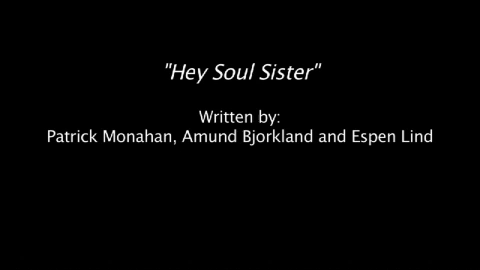 "Hey Soul Sister"
Written by:
Patrick Monahan, Amund Bjorkland and Espen Lind